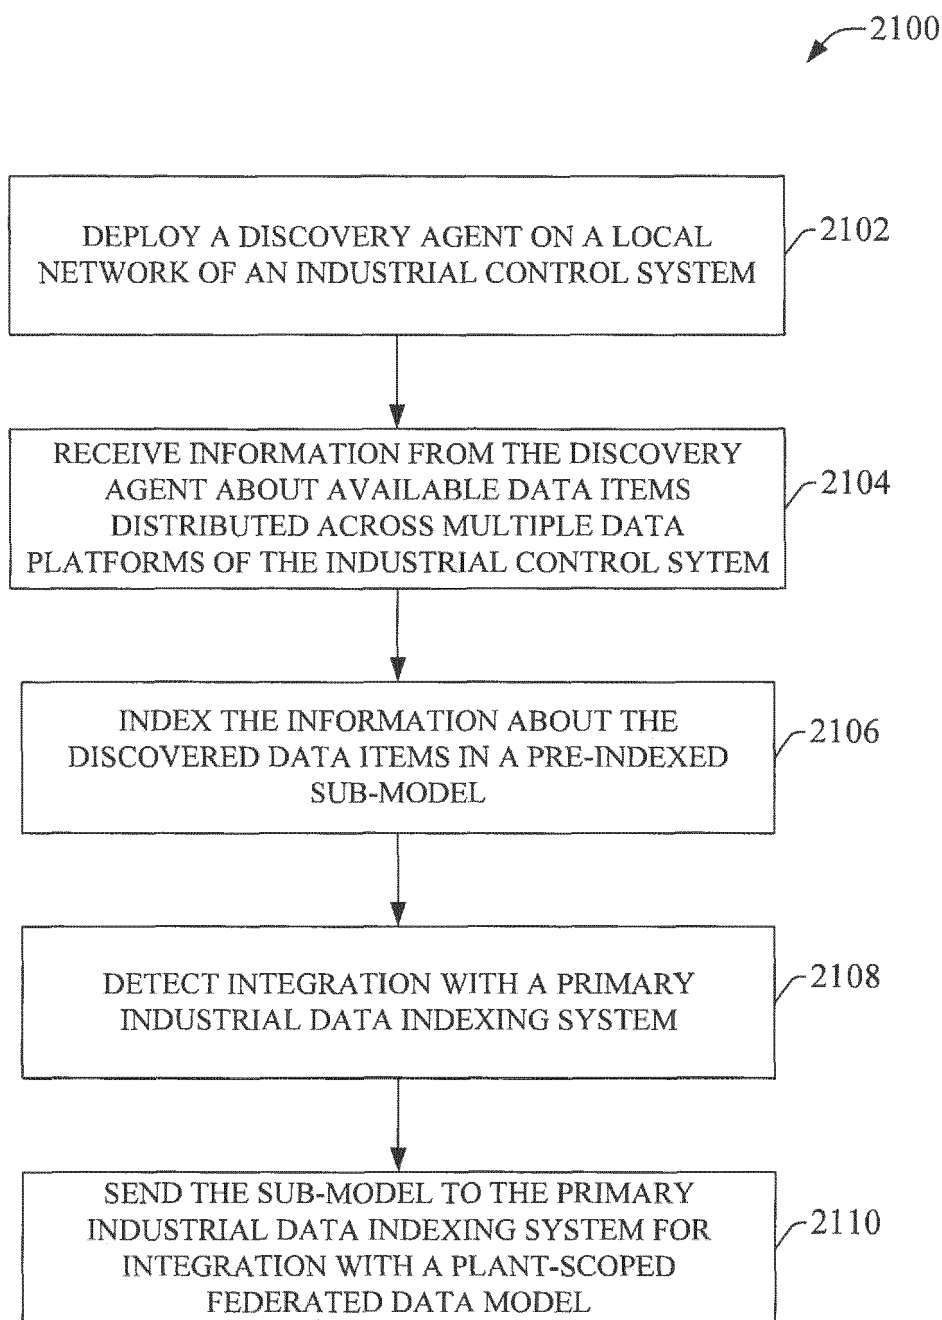 2100
DEPLOY A DISCOVERY AGENT ON A LOCAL
NETWORK OF AN INDUSTRIAL CONTROL SYSTEM
2102
RECEIVE INFORMATION FROM THE DISCOVERY
AGENT ABOUT AVAILABLE DATA ITEMS
DISTRIBUTED ACROSS MULTIPLE DATA
PLATFORMS OF THE INDUSTRIAL CONTROL SYTEM
2104
INDEX THE INFORMATION ABOUT THE
DISCOVERED DATA ITEMS IN A PRE-INDEXED
SUB-MODEL
2106
DETECT INTEGRATION WITH A PRIMARY
INDUSTRIAL DATA INDEXING SYSTEM
2108
SEND THE SUB-MODEL TO THE PRIMARY
INDUSTRIAL DATA INDEXING SYSTEM FOR
INTEGRATION WITH A PLANT-SCOPED
FEDERATED DATA MODEL
2110